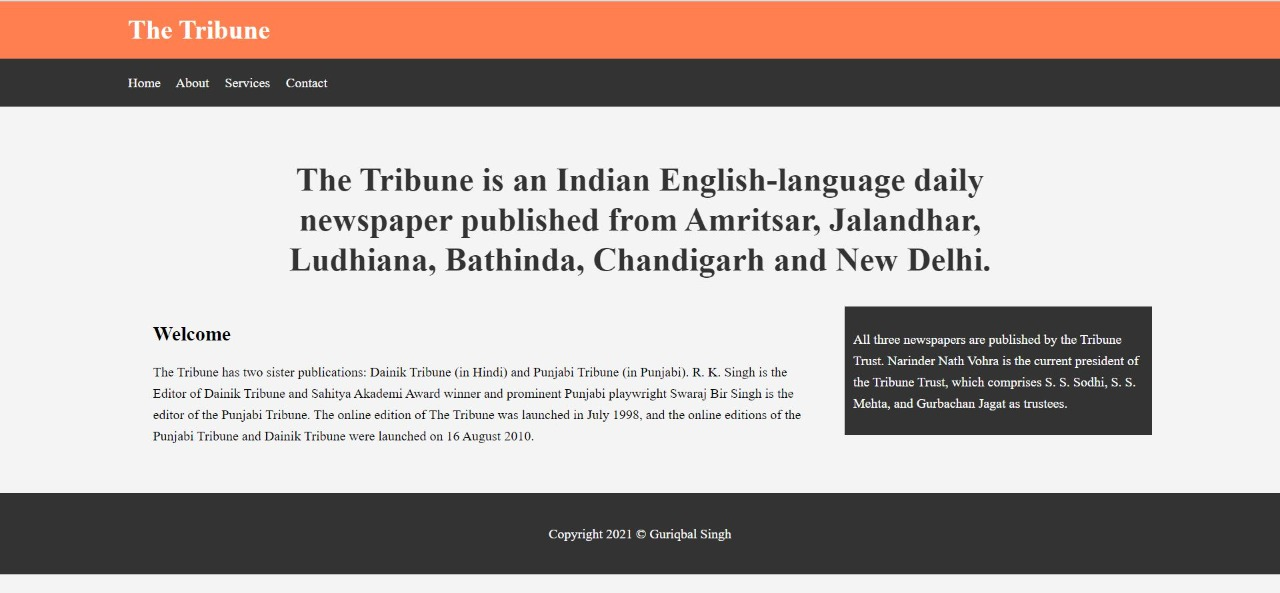 The Tribune
Home About Services Contact
The Tribune is an Indian English-language daily
newspaper published from Amritsar, Jalandhar,
Ludhiana, Bathinda, Chandigarh and New Delhi.
Welcome
The Tribune has two sister publications: Dainik Tribune (in Hindi) and Punjabi Tribune (in Punjabi). R. K. Singh is the
Editor of Dainik Tribune and Sahitya Akademi Award winner and prominent Punjabi playwright Swaraj Bir Singh is the
editor of the Punjabi Tribune. The online edition of The Tribune was launched in July 1998, and the online editions of the
Punjabi Tribune and Dainik Tribune were launched on 16 August 2010.
All three newspapers are published by the Tribune
Trust. Narinder Nath Vohra is the current president of
the Tribune Trust, which comprises S. S. Sodhi, S. S.
Mehta, and Gurbachan Jagat as trustees.
Copyright 2021 © Guriqbal Singh